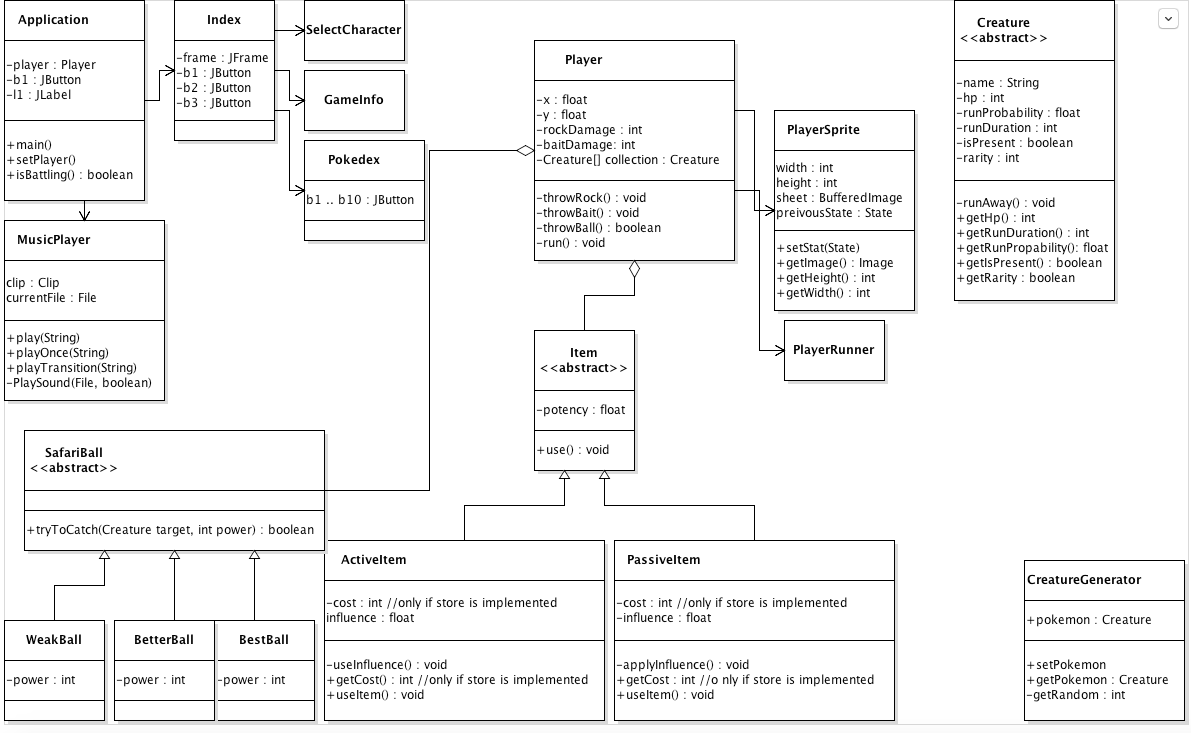 Application
-player : Player
-b1 : JButton
-l1 : JLabel
+main()
+setPlayer()
+isBattling() : boolean
Index
-frame : JFrame
-b1 : JButton
-b2 : JButton
-b3 : JButton
SelectCharacter
GameInfo
Pokedex
b1 .. b10 : JButton
MusicPlayer
clip : Clip
currentFile : File
+play(String)
+playOnce(String)
+playTransition(String)
-PlaySound(File, boolean)
Player
-x : float
-y : float
-rockDamage : int
-baitDamage: int
-Creature[] collection : Creature
-throwRock() : void
-throwBait() : void
-throwBall() : boolean
-run() : void
PlayerSprite
width : int
height : int
sheet : BufferedImage
preivousState : State
+setStat(State)
+getImage() : Image
+getHeight() : int
+getWidth() : int
PlayerRunner
Creature
<<abstract>>
-name : String
-hp : int
-runProbability : float
-runDuration : int
-isPresent : boolean
-rarity : int
-runAway() : void
+getHp() : int
+getRunDuration() : int
+getRunPropability(): float
+getIsPresent() : boolean
+getRarity : boolean
Item
<<abstract>>
-potency : float
+use() : void
SafariBall
<<abstract>>
+tryToCatch(Creature target, int power) : boolean
WeakBall
-power : int
BetterBall
-power : int
BestBall
-power : int
ActiveItem
-cost : int //only if store is implemented
influence : float
-useInfluence() : void
+getCost() : int //only if store is implemented
+useItem() : void
PassiveItem
-cost : int //only if store is implemented
-influence : float
-applyInfluence() : void
+getCost : int //o nly if store is implemented
+useItem() : void
CreatureGenerator
+pokemon : Creature
+setPokemon
+getPokemon : Creature
-getRandom : int